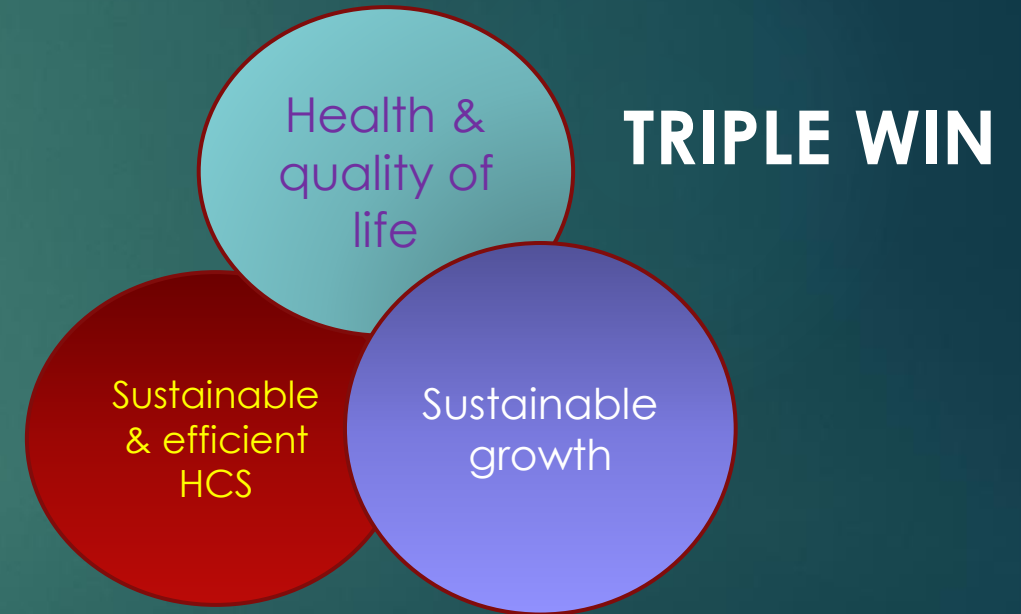 TRIPLE WIN
Health &
quality of
life
Sustainable
& efficient
HCS
Sustainable
growth